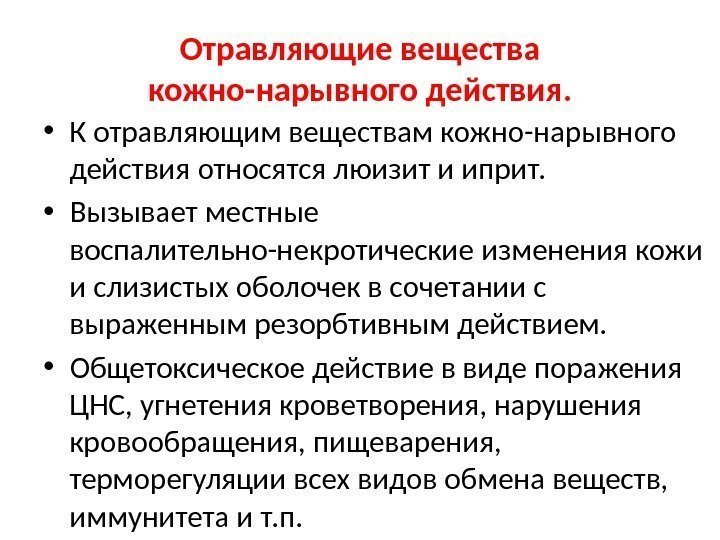 Отравляющие вещества
кожно-нарывного действия.
• К отравляющим веществам кожно-нарывного
действия относятся люизит и иприт.
• Вызывает местные
воспалительно-некротические изменения кожи
и слизистых оболочек в сочетании с
выраженным резорбтивным действием.
• Общетоксическое действие в виде поражения
ЦНС, угнетения кроветворения, нарушения
кровообращения, пищеварения,
терморегуляции всех видов обмена веществ,
иммунитета и т.п.